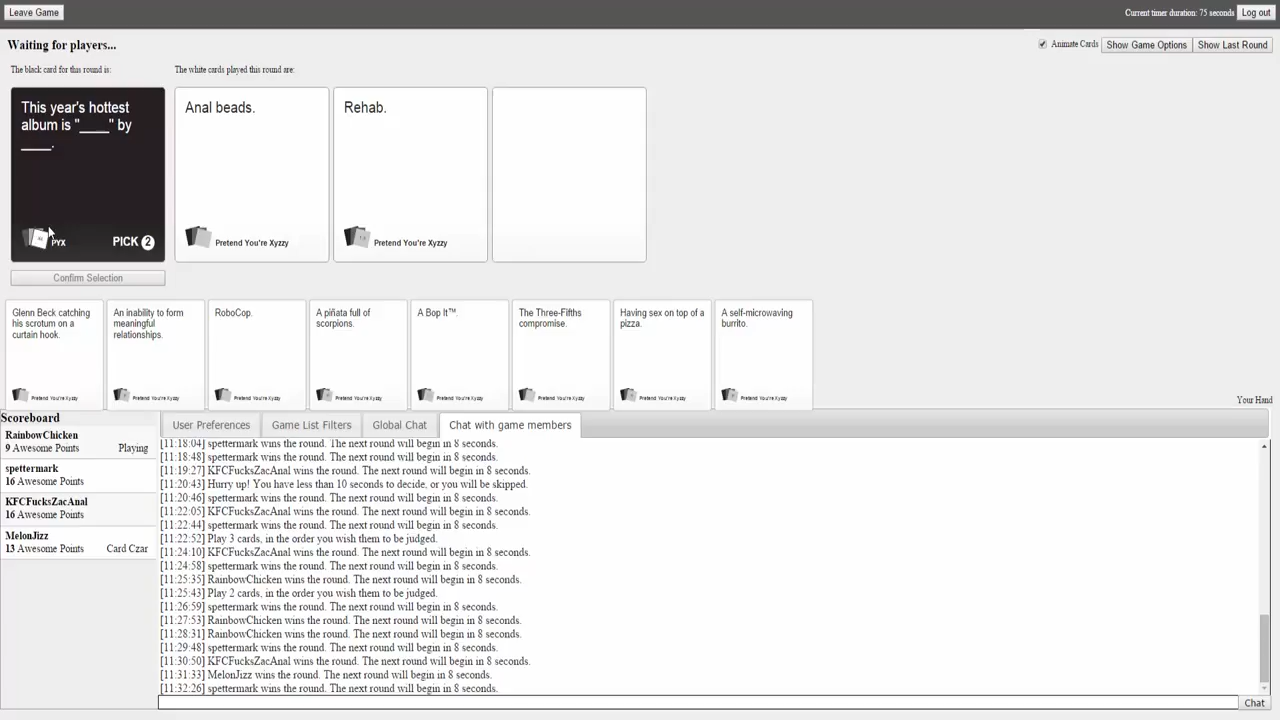 Leave Game
Current timer duration: 75 seconds
Log out
Waiting for players...
Animate Cards
Show Game Options
Show Last Round
The black card for this round is:
The white cards played this round are:
This year's hottest
album is "____" by
____.
PYX
PICK 2
Anal beads.
Pretend You're Xyzzy
Rehab.
Pretend You're Xyzzy
Confirm Selection
Glenn Beck catching
his scrotum on a
curtain hook.
Pretend You're Xyzzy
An inability to form
meaningful
relationships.
Pretend You're Xyzzy
RoboCop.
Pretend You're Xyzzy
A piñata full of
scorpions.
Pretend You're Xyzzy
A Bop It™.
Pretend You're Xyzzy
The Three-Fifths
compromise.
Pretend You're Xyzzy
Having sex on top of a
pizza.
Pretend You're Xyzzy
A self-microwaving
burrito.
Pretend You're Xyzzy
Your Hand
Scoreboard
RainbowChicken
9 Awesome Points Playing
spettermark
16 Awesome Points
KFCFucksZacAnal
16 Awesome Points
MelonJizz
13 Awesome Points Card Czar
User Preferences
Game List Filters
Global Chat
Chat with game members
[11:18:04] spettermark wins the round. The next round will begin in 8 seconds.
[11:18:48] spettermark wins the round. The next round will begin in 8 seconds.
[11:19:27] KFCFucksZacAnal wins the round. The next round will begin in 8 seconds.
[11:20:43] Hurry up! You have less than 10 seconds to decide, or you will be skipped.
[11:20:46] spettermark wins the round. The next round will begin in 8 seconds.
[11:22:05] KFCFucksZacAnal wins the round. The next round will begin in 8 seconds.
[11:22:44] spettermark wins the round. The next round will begin in 8 seconds.
[11:22:52] Play 3 cards, in the order you wish them to be judged.
[11:24:10] KFCFucksZacAnal wins the round. The next round will begin in 8 seconds.
[11:24:58] spettermark wins the round. The next round will begin in 8 seconds.
[11:25:35] RainbowChicken wins the round. The next round will begin in 8 seconds.
[11:25:43] Play 2 cards, in the order you wish them to be judged.
[11:26:59] spettermark wins the round. The next round will begin in 8 seconds.
[11:27:53] RainbowChicken wins the round. The next round will begin in 8 seconds.
[11:28:31] RainbowChicken wins the round. The next round will begin in 8 seconds.
[11:29:48] spettermark wins the round. The next round will begin in 8 seconds.
[11:30:50] KFCFucksZacAnal wins the round. The next round will begin in 8 seconds.
[11:31:33] MelonJizz wins the round. The next round will begin in 8 seconds.
[11:32:26] spettermark wins the round. The next round will begin in 8 seconds.
Chat